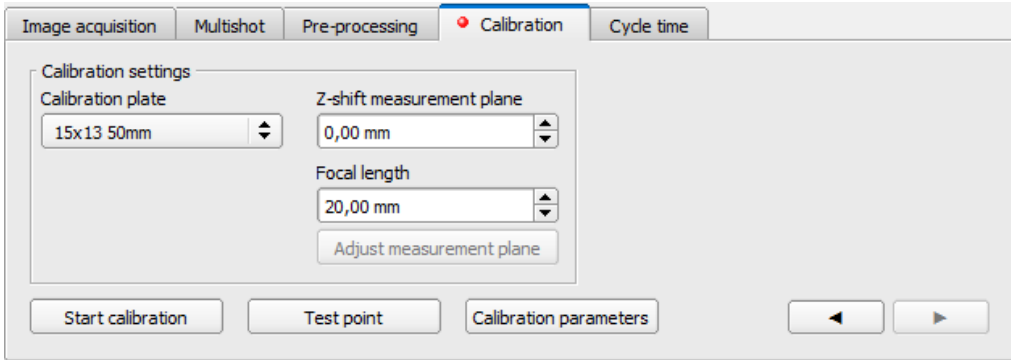 Image acquisition Multishot Pre-processing Calibration Cycle time
Calibration settings
Calibration plate Z-shift measurement plane
15x13 50mm 0,00 mm
Focal length
20,00 mm
Adjust measurement plane
Start calibration Test point Calibration parameters